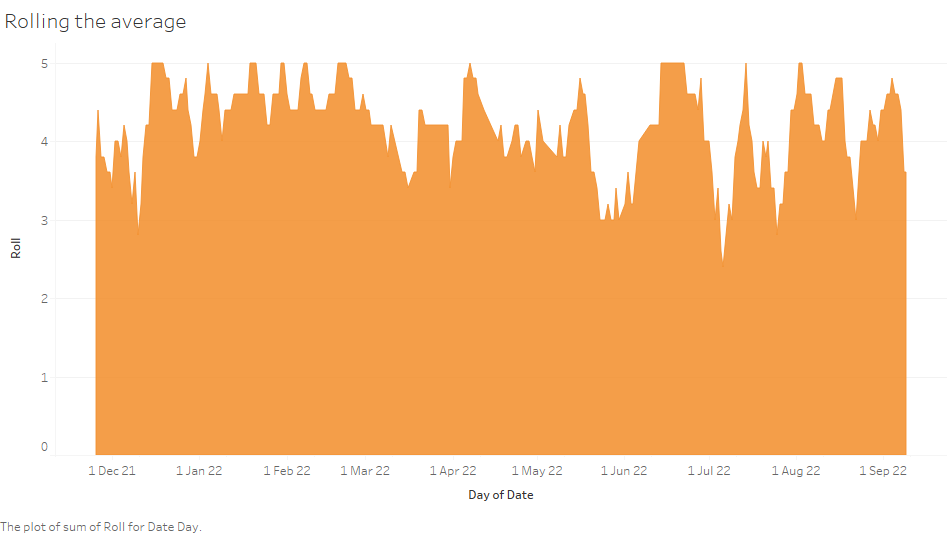 Rolling the average
5
4
3
2
1
0
Roll
1 Dec 21 1 Jan 22 1 Feb 22 1 Mar 22 1 Apr 22 1 May 22 1 Jun 22 1 Jul 22 1 Aug 22 1 Sep 22
Day of Date
The plot of sum of Roll for Date Day.